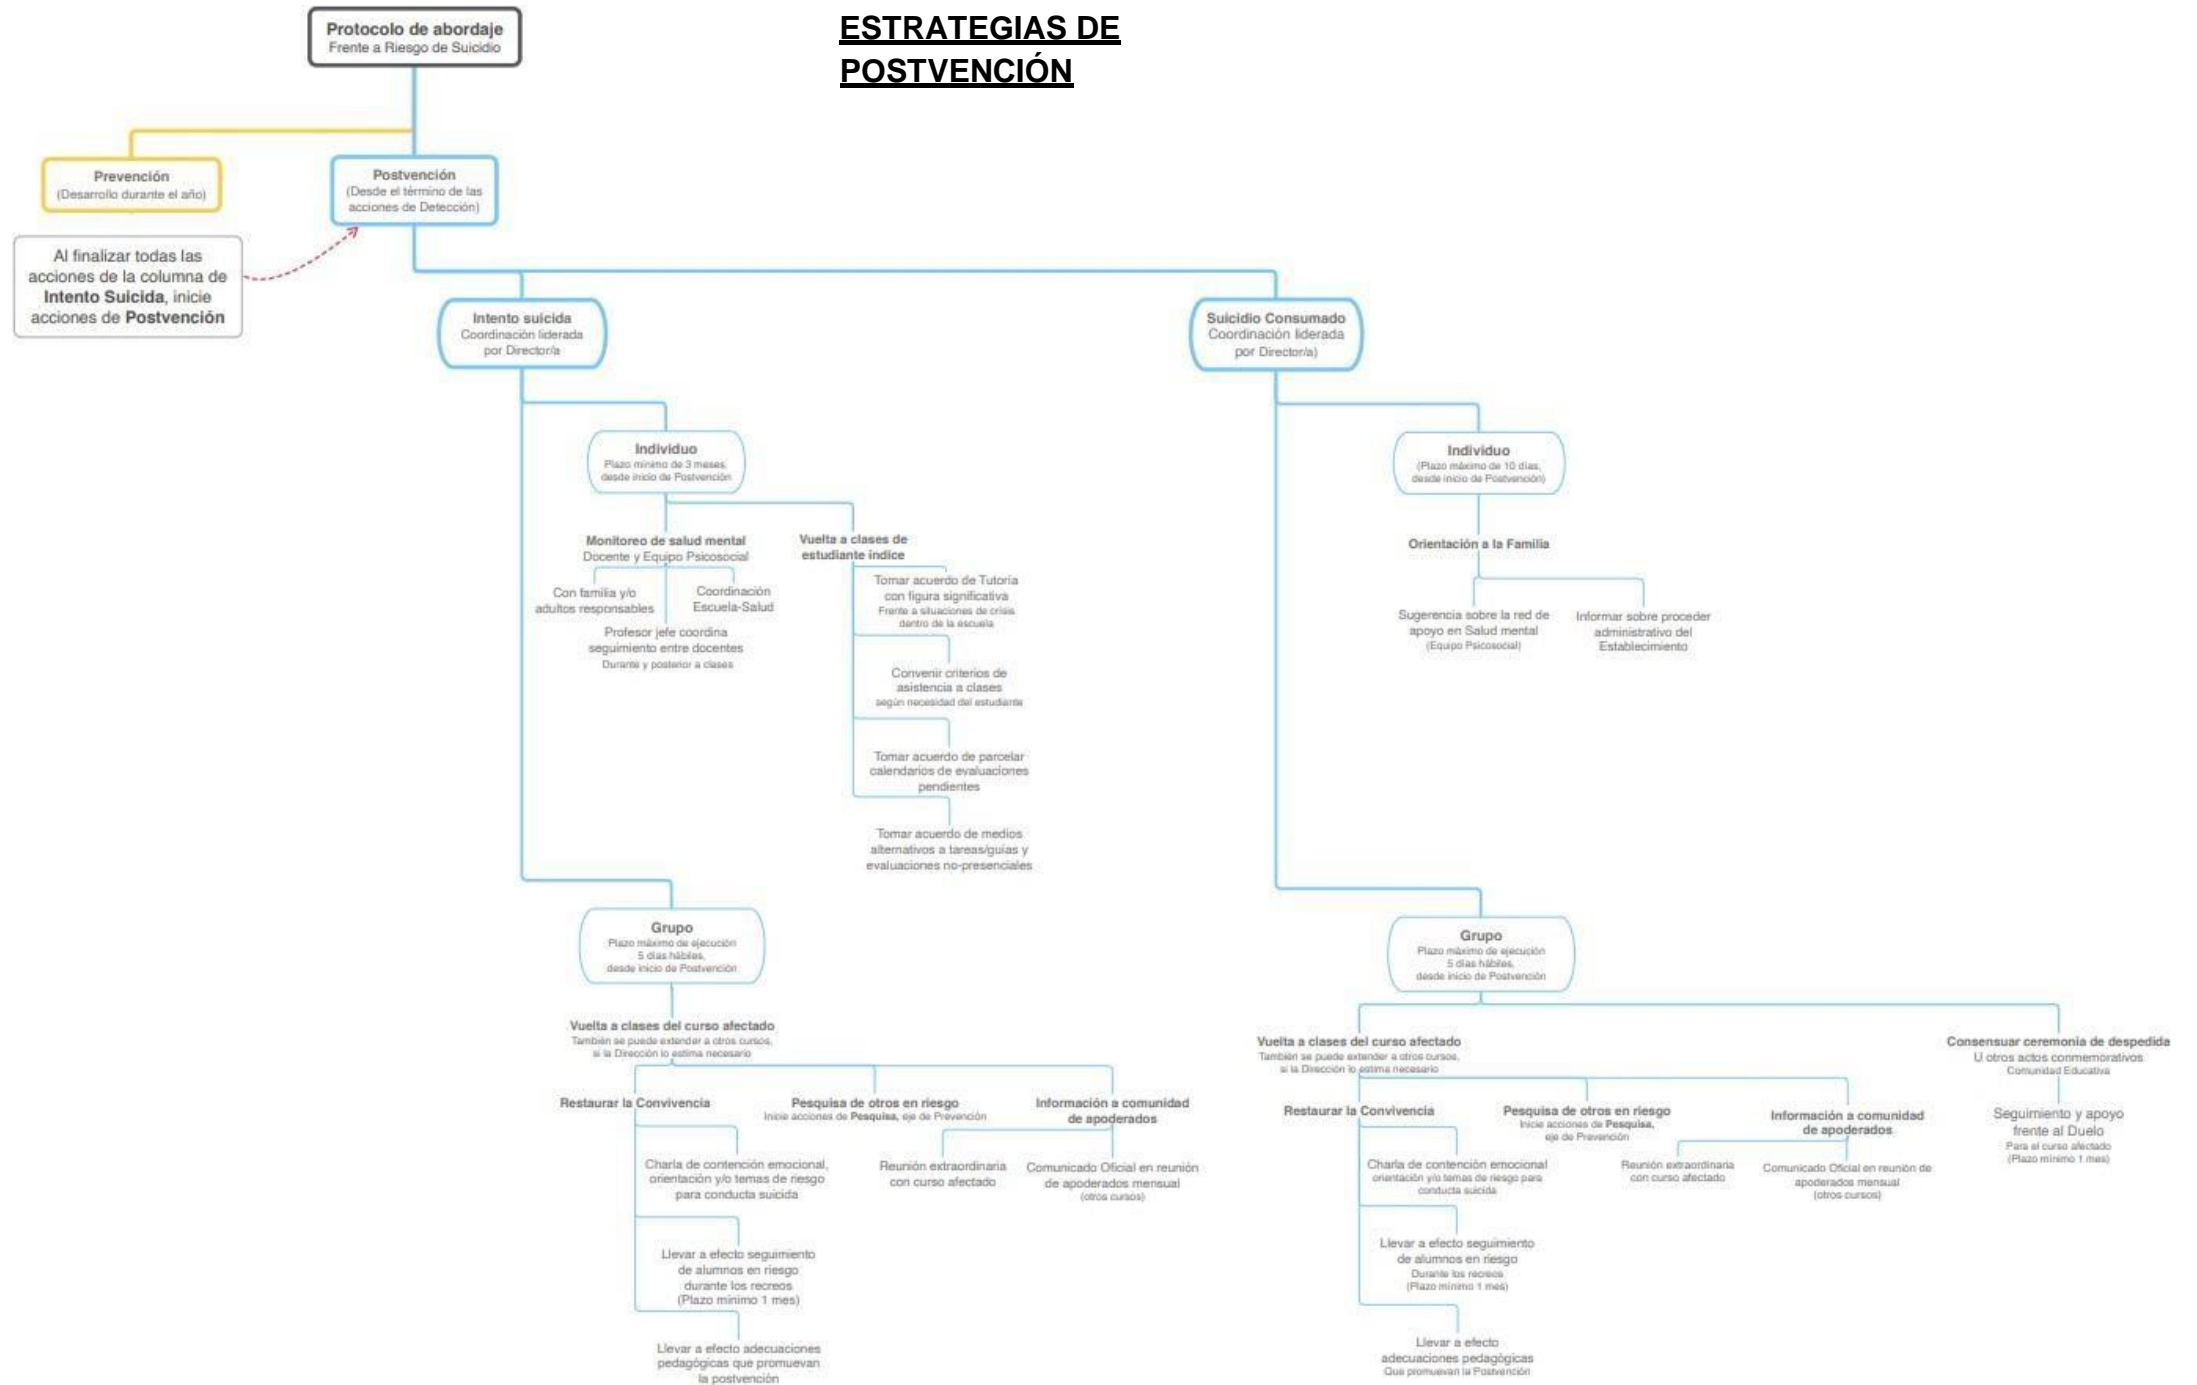 ESTRATEGIAS DE
POSTVENCIÓN
Protocolo de abordaje
Frente a Riesgo de Suicidio
Prevención
(Desarrollo durante el año)
Postvención
(Desde el término de las
acciones de Detección)
Al finalizar todas las
acciones de la columna de
Intento Suicida, inicie
acciones de Postvención
Intento suicida
Coordinación liderada
por Director/a
Individuo
Plazo mínimo de 3 meses,
desde inicio de Postvención
Monitoreo de salud mental
Docente y Equipo Psicosocial
Con familia y/o
adultos responsables
Coordinación
Escuela-Salud
Profesor jefe coordina
seguimiento entre docentes
Durante y posterior a clases
Vuelta a clases de
estudiante índice
Tomar acuerdo de Tutoría
con figura significativa
Frente a situaciones de crisis
dentro de la escuela
Convenir criterios de
asistencia a clases
según necesidad del estudiante
Tomar acuerdo de parcelar
calendarios de evaluaciones
pendientes
Tomar acuerdo de medios
alternativos a tareas/guías y
evaluaciones no-presenciales
Grupo
Plazo máximo de ejecución
5 días hábiles,
desde inicio de Postvención
Vuelta a clases del curso afectado
También se puede extender a otros cursos,
si la Dirección lo estima necesario
Restaurar la Convivencia
Charla de contención emocional,
orientación y/o temas de riesgo
para conducta suicida
Llevar a efecto seguimiento
de alumnos en riesgo
durante los recreos
(Plazo mínimo 1 mes)
Llevar a efecto adecuaciones
pedagógicas que promuevan
la postvención
Pesquisa de otros en riesgo
Inicie acciones de Pesquisa, eje de Prevención
Información a comunidad
de apoderados
Reunión extraordinaria
con curso afectado
Comunicado Oficial en reunión
de apoderados mensual
(otros cursos)
Suicidio Consumado
Coordinación liderada
por Director/a)
Individuo
(Plazo máximo de 10 días,
desde inicio de Postvención)
Orientación a la Familia
Sugerencia sobre la red de
apoyo en Salud mental
(Equipo Psicosocial)
Informar sobre proceder
administrativo del
Establecimiento
Grupo
Plazo máximo de ejecución
5 días hábiles,
desde inicio de Postvención
Vuelta a clases del curso afectado
También se puede extender a otros cursos,
si la Dirección lo estima necesario
Restaurar la Convivencia
Charla de contención emocional
orientación y/o temas de riesgo para
conducta suicida
Llevar a efecto seguimiento
de alumnos en riesgo
Durante los recreos
(Plazo mínimo 1 mes)
Llevar a efecto
adecuaciones pedagógicas
Que promuevan la Postvención
Pesquisa de otros en riesgo
Inicie acciones de Pesquisa,
eje de Prevención
Información a comunidad
de apoderados
Reunión extraordinaria
con curso afectado
Comunicado Oficial en reunión de
apoderados mensual
(otros cursos)
Consensuar ceremonia de despedida
U otros actos conmemorativos
Comunidad Educativa
Seguimiento y apoyo
frente al Duelo
Para el curso afectado
(Plazo mínimo 1 mes)